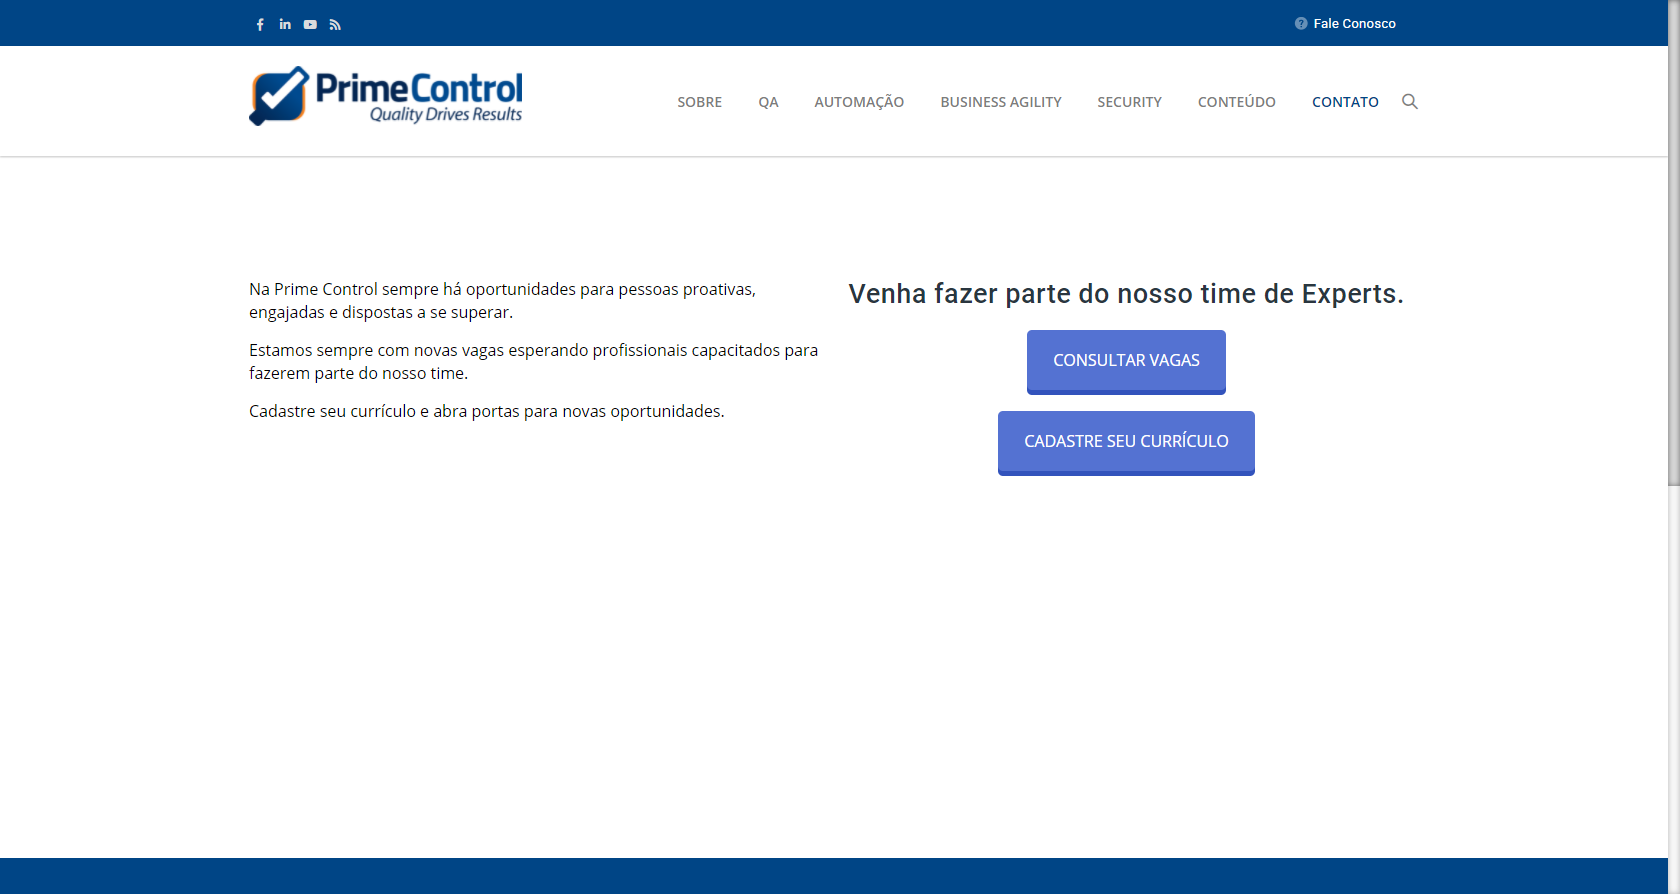 Fale Conosco
PrimeControl
Quality Drives Results
SOBRE
QA
AUTOMAÇÃO
BUSINESS AGILITY
SECURITY
CONTEÚDO
CONTATO
Na Prime Control sempre há oportunidades para pessoas proativas,
engajadas e dispostas a se superar.
Estamos sempre com novas vagas esperando profissionais capacitados para
fazerem parte do nosso time.
Cadastre seu currículo e abra portas para novas oportunidades.
Venha fazer parte do nosso time de Experts.
CONSULTAR VAGAS
CADASTRE SEU CURRÍCULO